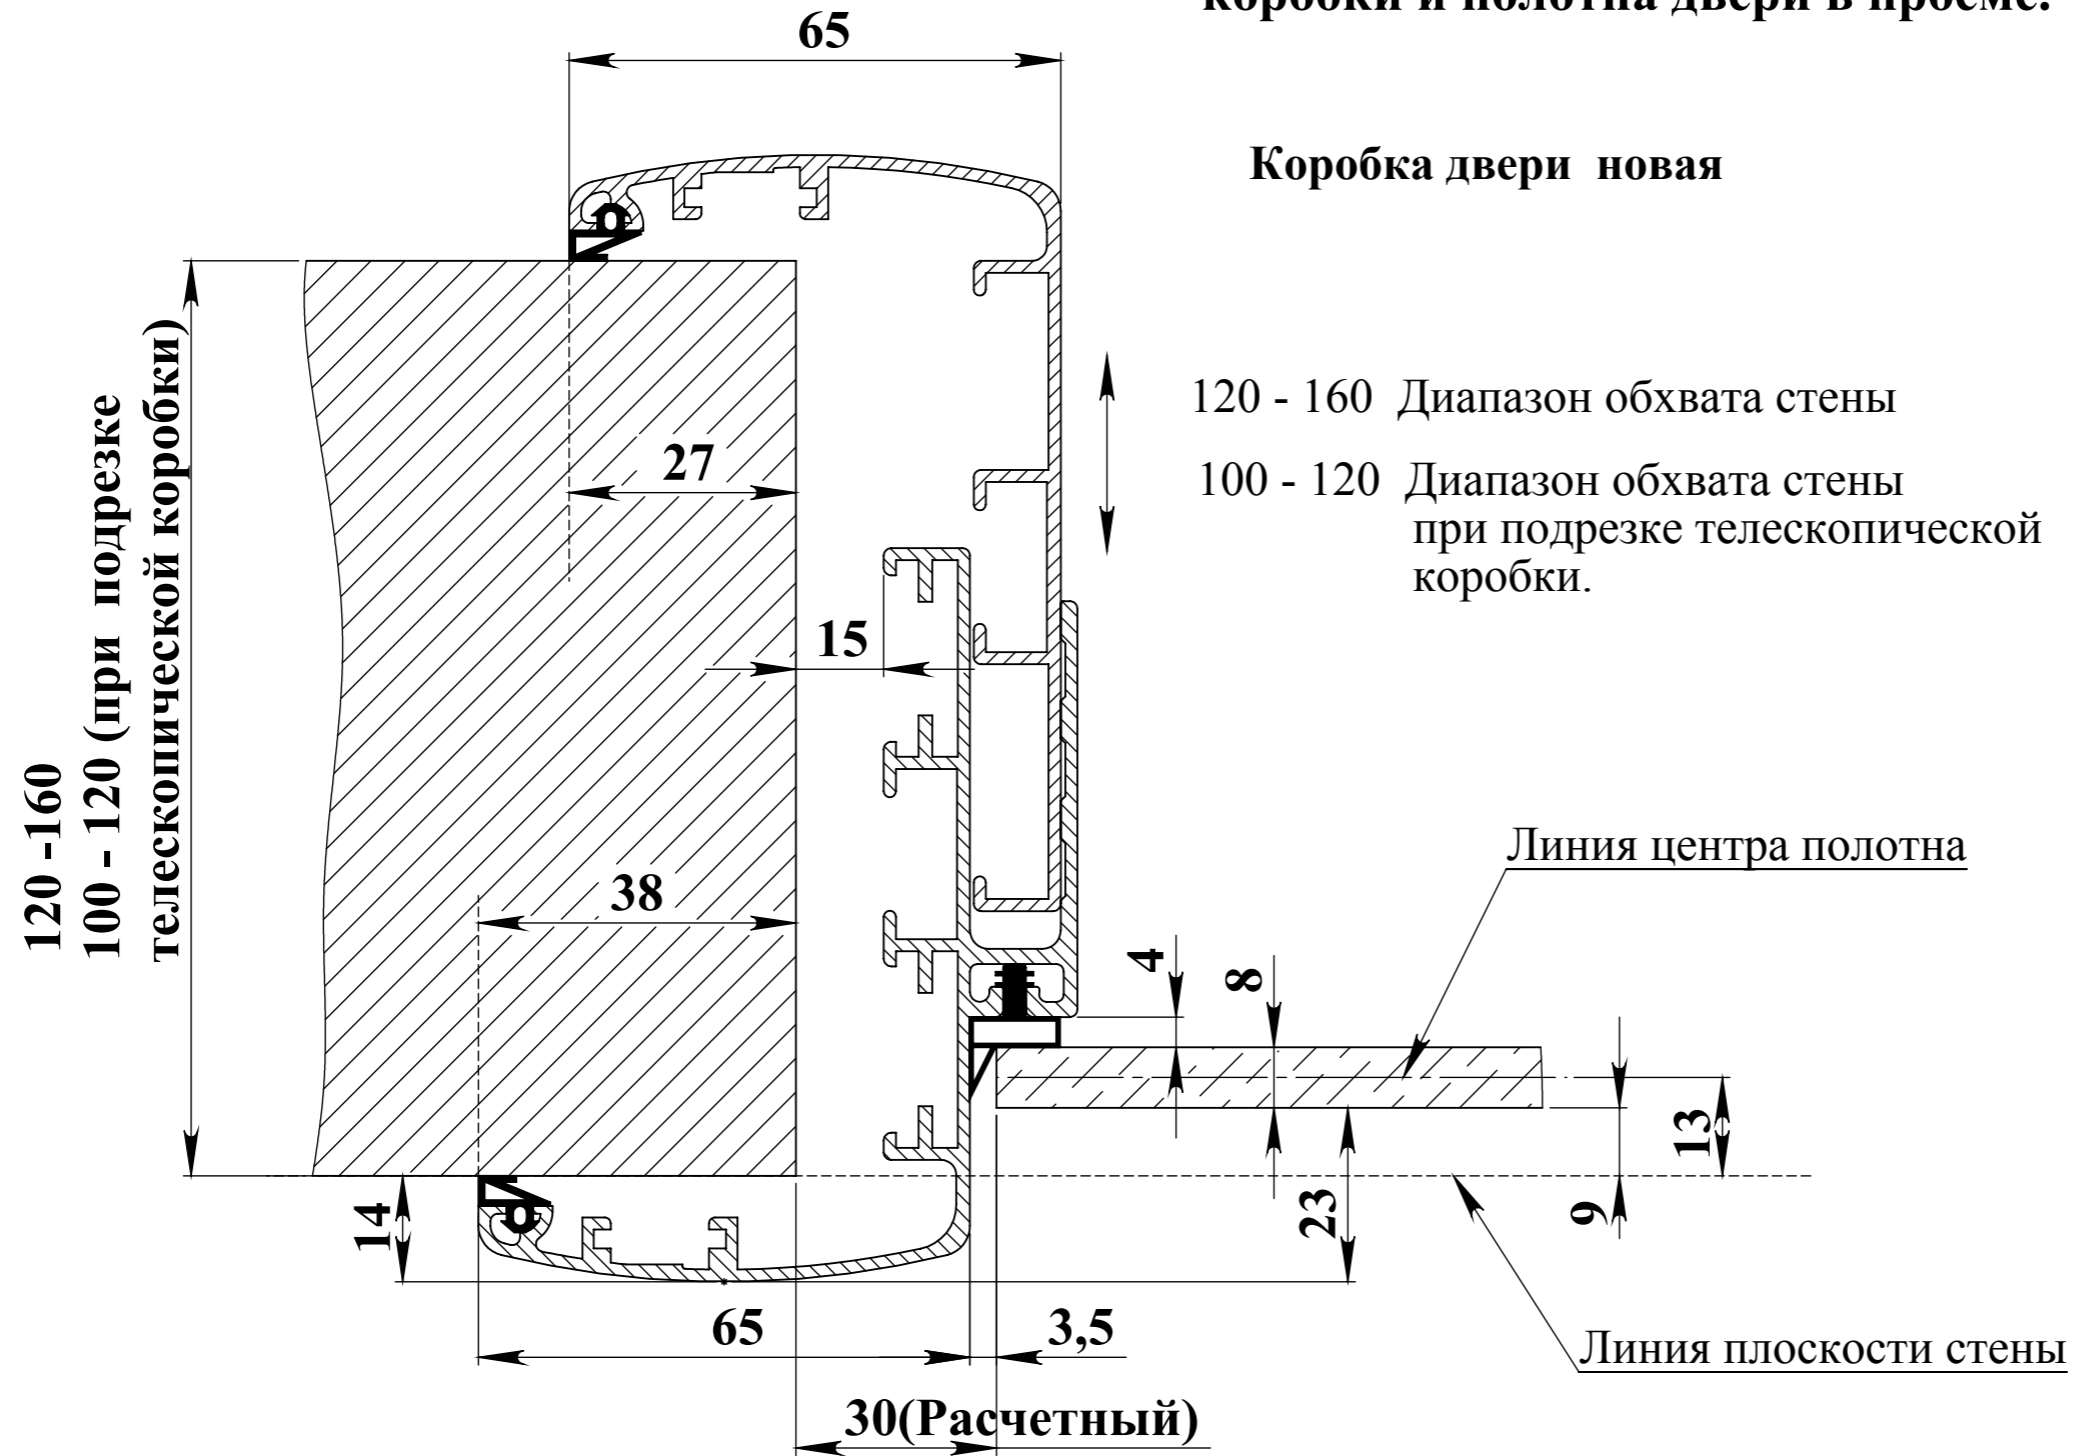 коробки и полотна двери в проеме.
65
Коробка двери новая
120 - 160 Диапазон обхвата стены
100 - 120 Диапазон обхвата стены
при подрезке телескопической
коробки.
120 -160
100 - 120 (при подрезке
телескопической коробки)
27
15
38
Линия центра полотна
4
8
13
9
23
14
65
3,5
Линия плоскости стены
30(Расчетный)